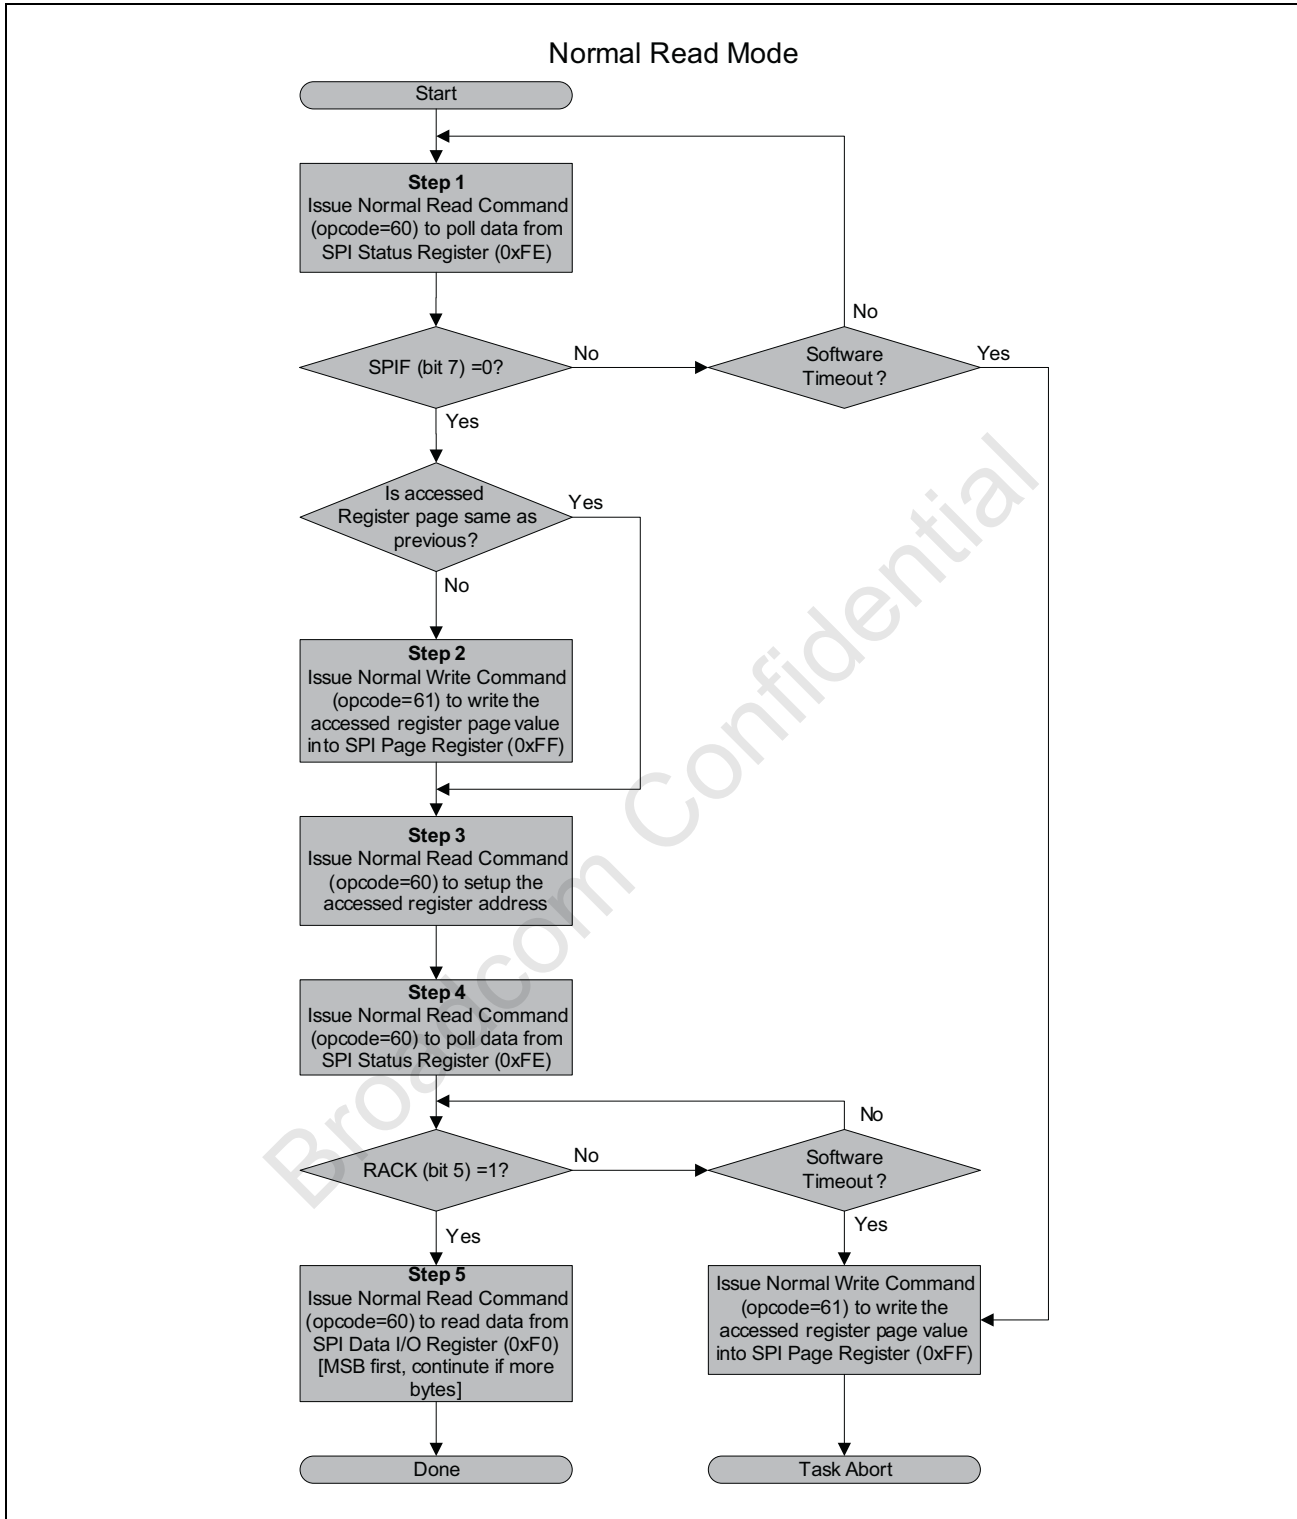 Normal Read Mode
Start
Step 1
Issue Normal Read Command
(opcode=60) to poll data from
SPI Status Register (0xFE)
No
SPIF (bit 7) =0?
No
Software
Timeout ?
Yes
Yes
Is accessed
Register page same as
previous?
Yes
No
Step 2
Issue Normal Write Command
(opcode=61) to write the
accessed register page value
into SPI Page Register (0xFF)
Step 3
Issue Normal Read Command
(opcode=60) to setup the
accessed register address
Step 4
Issue Normal Read Command
(opcode=60) to poll data from
SPI Status Register (0xFE)
No
RACK (bit 5) =1?
No
Software
Timeout ?
Yes
Yes
Step 5
Issue Normal Read Command
(opcode=60) to read data from
SPI Data I/O Register (0xF0)
[MSB first, continute if more
bytes]
Issue Normal Write Command
(opcode=61) to write the
accessed register page value
into SPI Page Register (0xFF)
Done
Task Abort
Broadcom Confidential